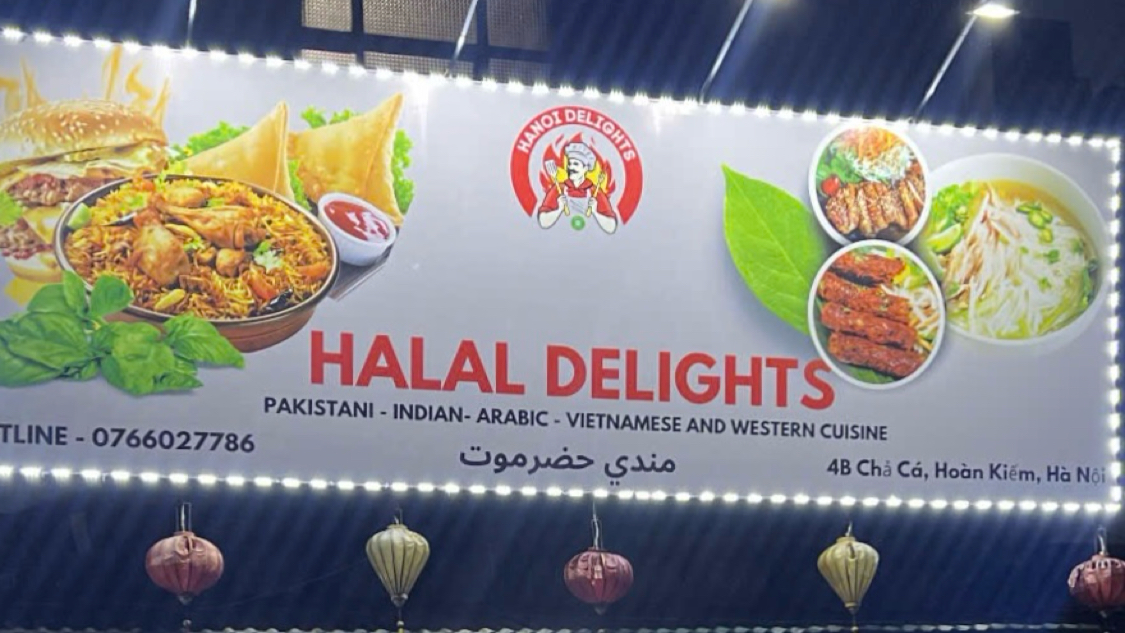 HANOI DELIGHTS
HALAL DELIGHTS
PAKISTANI - INDIAN- ARABIC - VIETNAMESE AND WESTERN CUISINE
TLINE - 0766027786
مندي حضرموت
4B Chả Cá, Hoàn Kiếm, Hà Nội